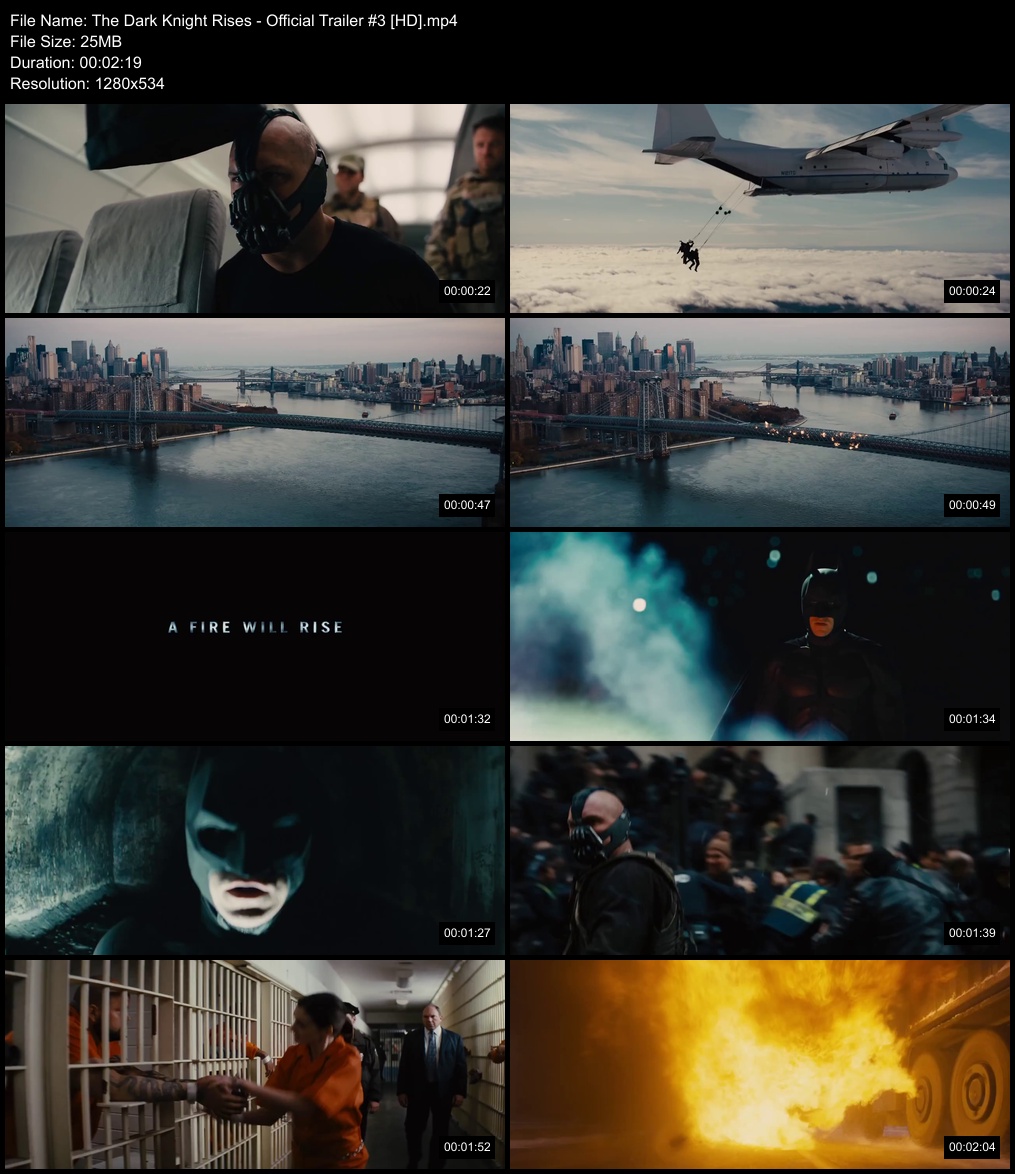 File Name: The Dark Knight Rises - Official Trailer #3 [HD].mp4
File Size: 25MB
Duration: 00:02:19
Resolution: 1280x534
00:00:22
00:00:24
00:00:47
00:00:49
A FIRE WILL RISE
00:01:32
00:01:34
00:01:27
00:01:39
00:01:52
00:02:04